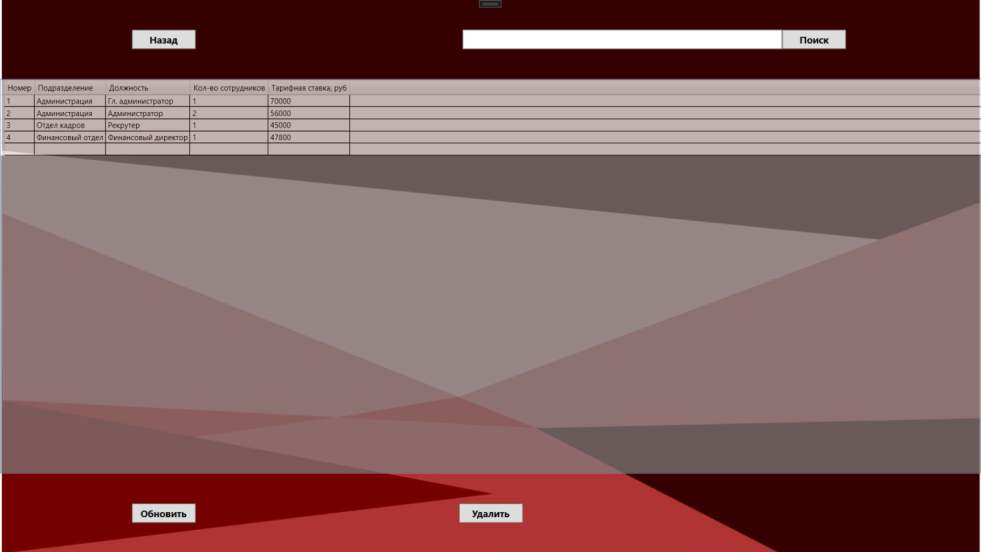 Назад Поиск
Номер Подразделение Должность Кол-во сотрудников Тарифная ставка, руб
1 Администрация Гл. администратор 1 70000
2 Администрация Администратор 2 56000
3 Отдел кадров Рекрутер 1 45000
4 Финансовый отдел Финансовый директор 1 47800
Обновить Удалить